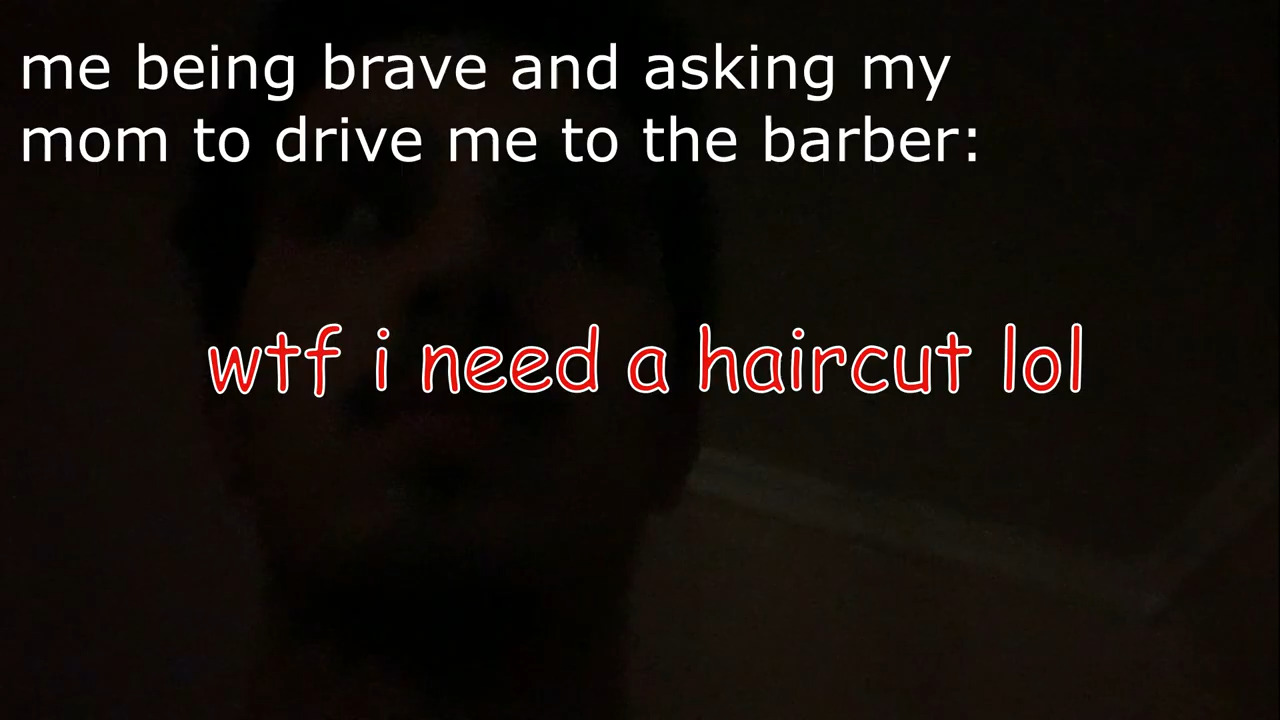 me being brave and asking my
mom to drive me to the barber:
wtf i need a haircut lol